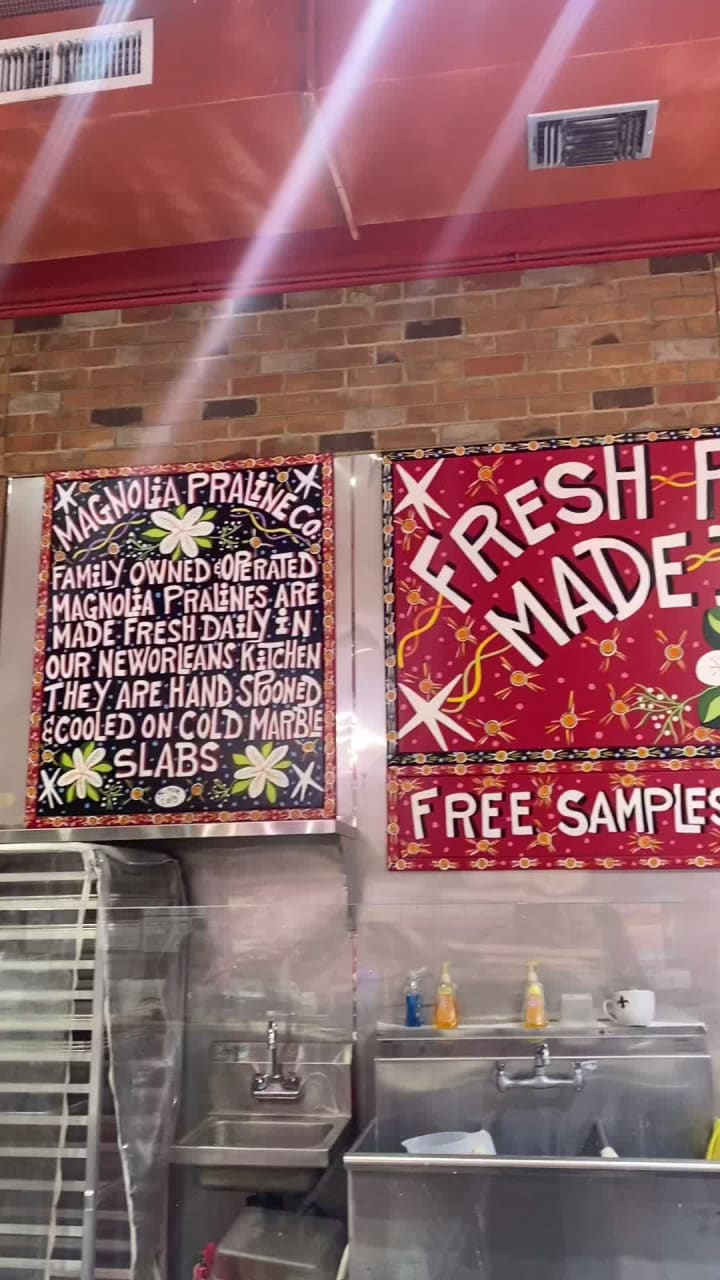 MAGNOLIA PRALINE CO
FAMILY OWNED & OPERATED
MAGNOLIA PRALINES ARE
MADE FRESH DAILY IN
OUR NEW ORLEANS KITCHEN
THEY ARE HAND SPOONED
& COOLED ON COLD MARBLE
SLABS
FRESH
MADE
FREE SAMPLES